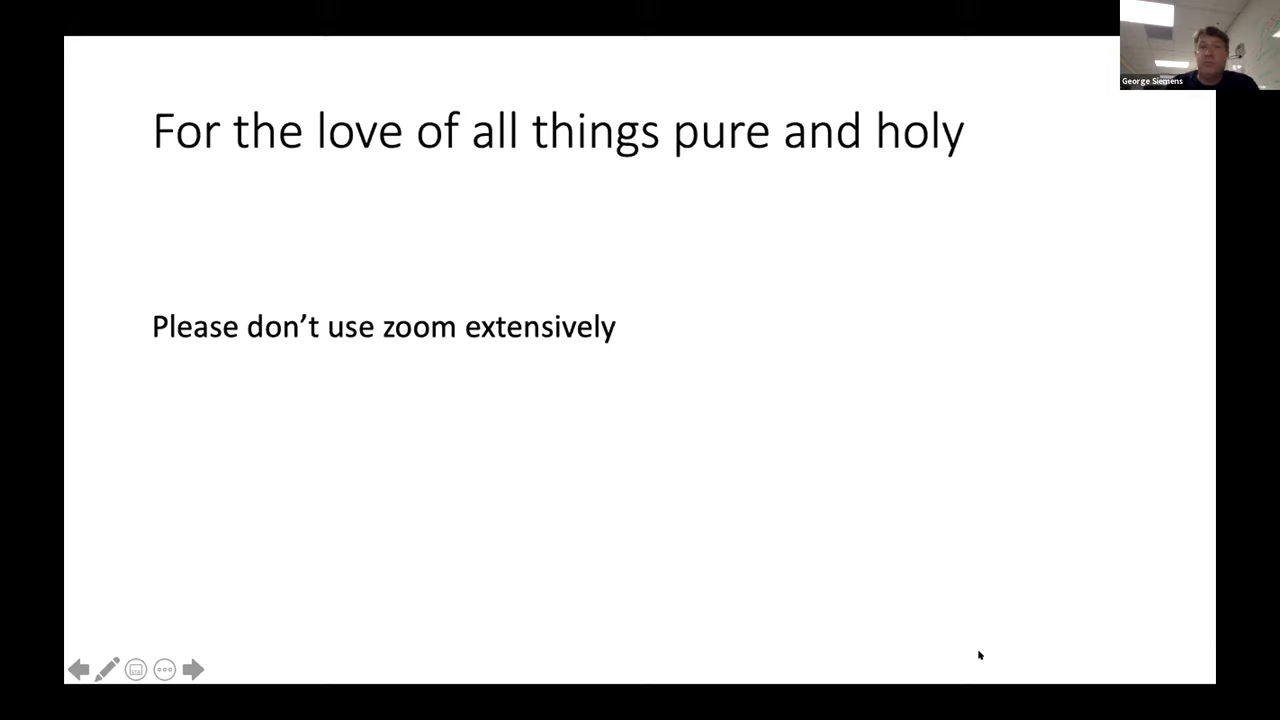 George Siemens
For the love of all things pure and holy
Please don’t use zoom extensively